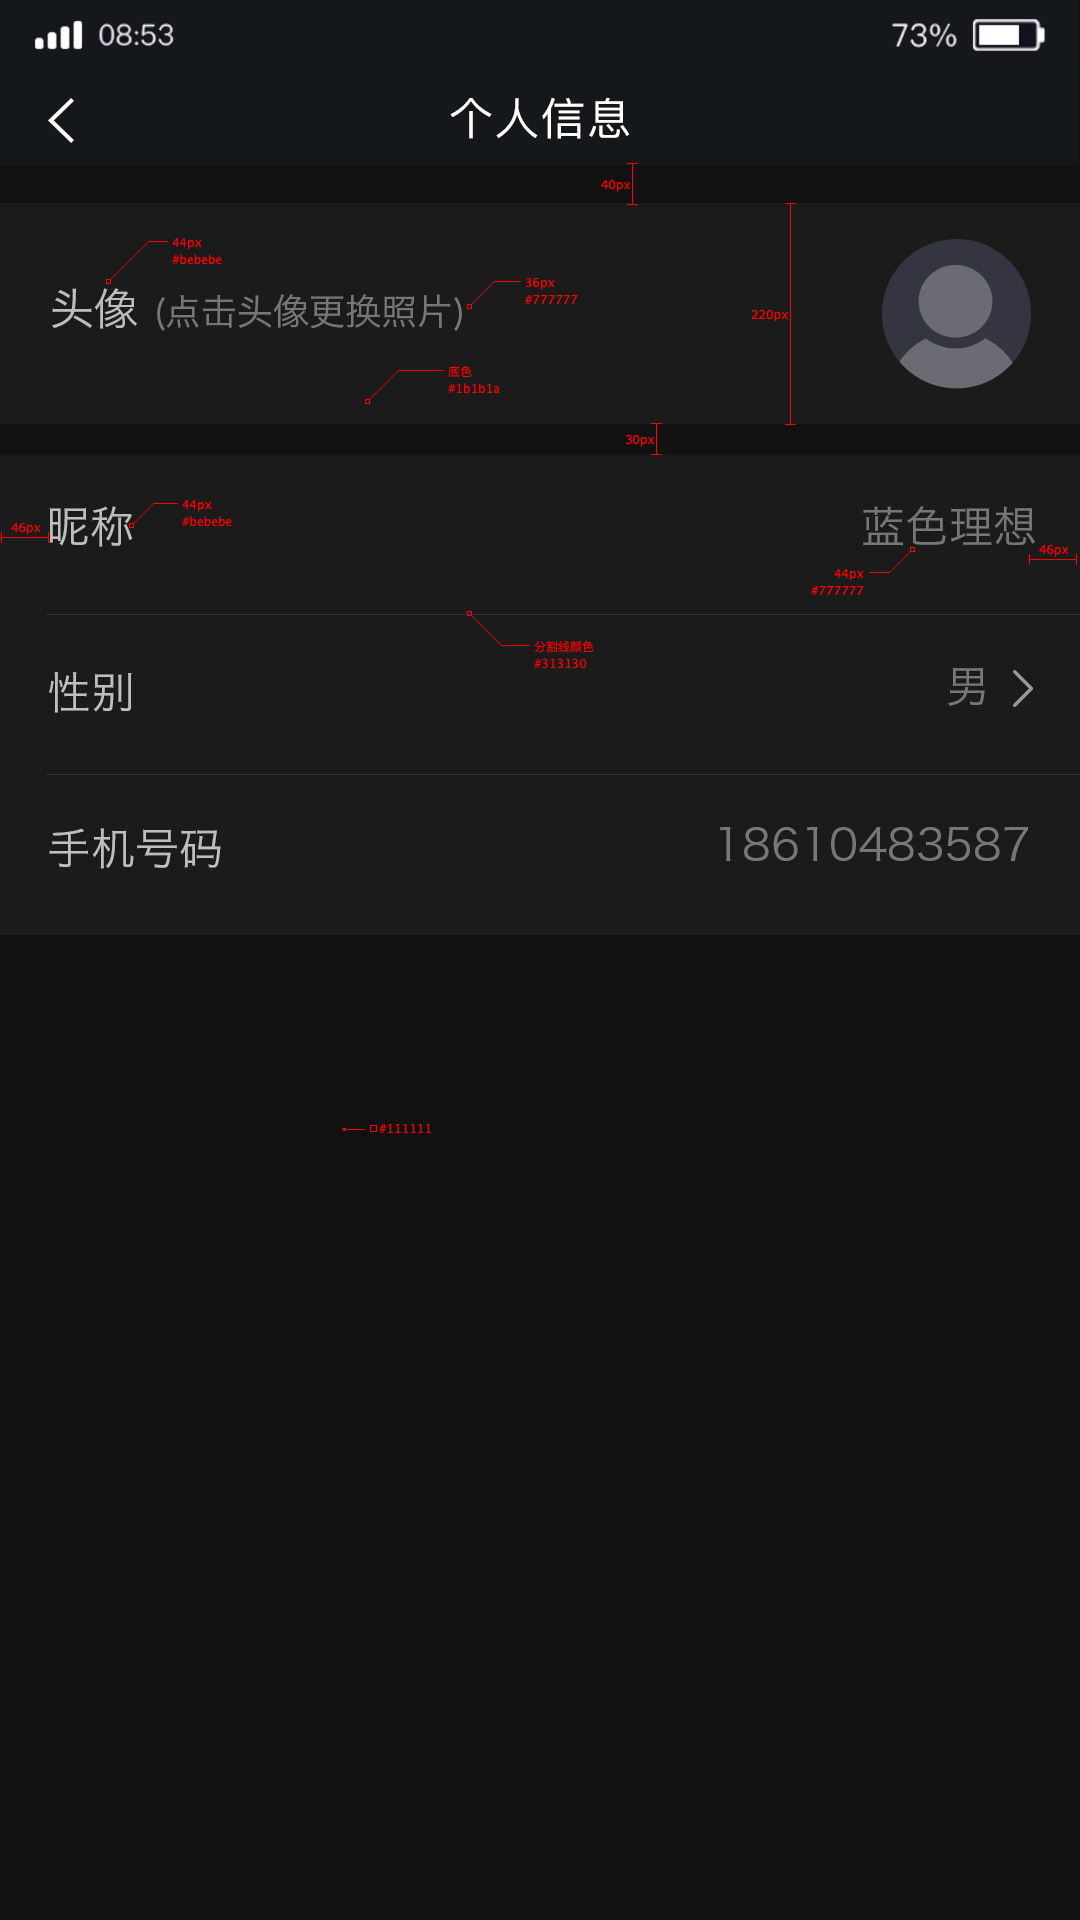 08:53
73%
个人信息
40px
44px
#bebebe
头像 (点击头像更换照片)
36px
#777777
220px
底色
#1b1b1a
30px
46px
昵称
44px
#bebebe
蓝色理想
46px
44px
#777777
分割线颜色
#313130
性别
男
手机号码
18610483587
#111111